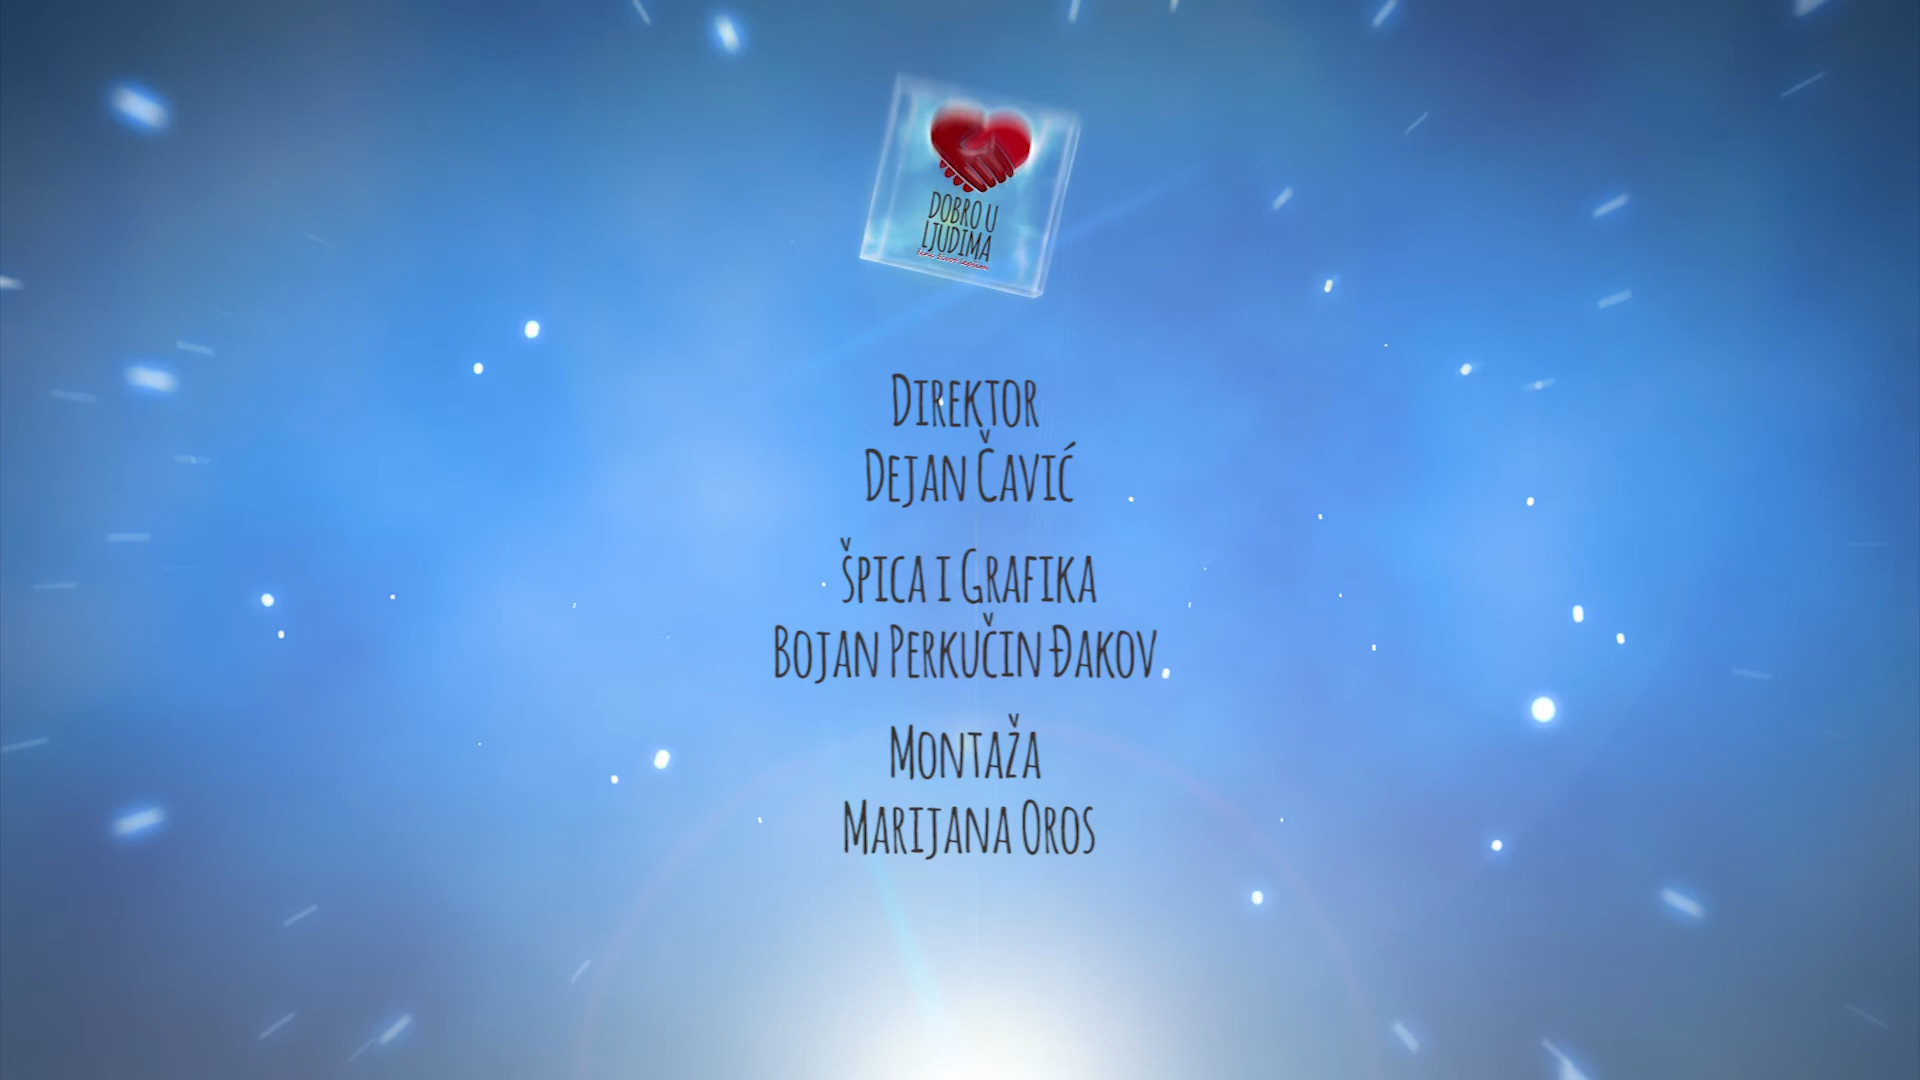 DOBRO U
LJUDIMA
Direktor
Dejan Čavić
špica i Grafika
Bojan Perkučin Đakov
Montaža
Marijana Oros